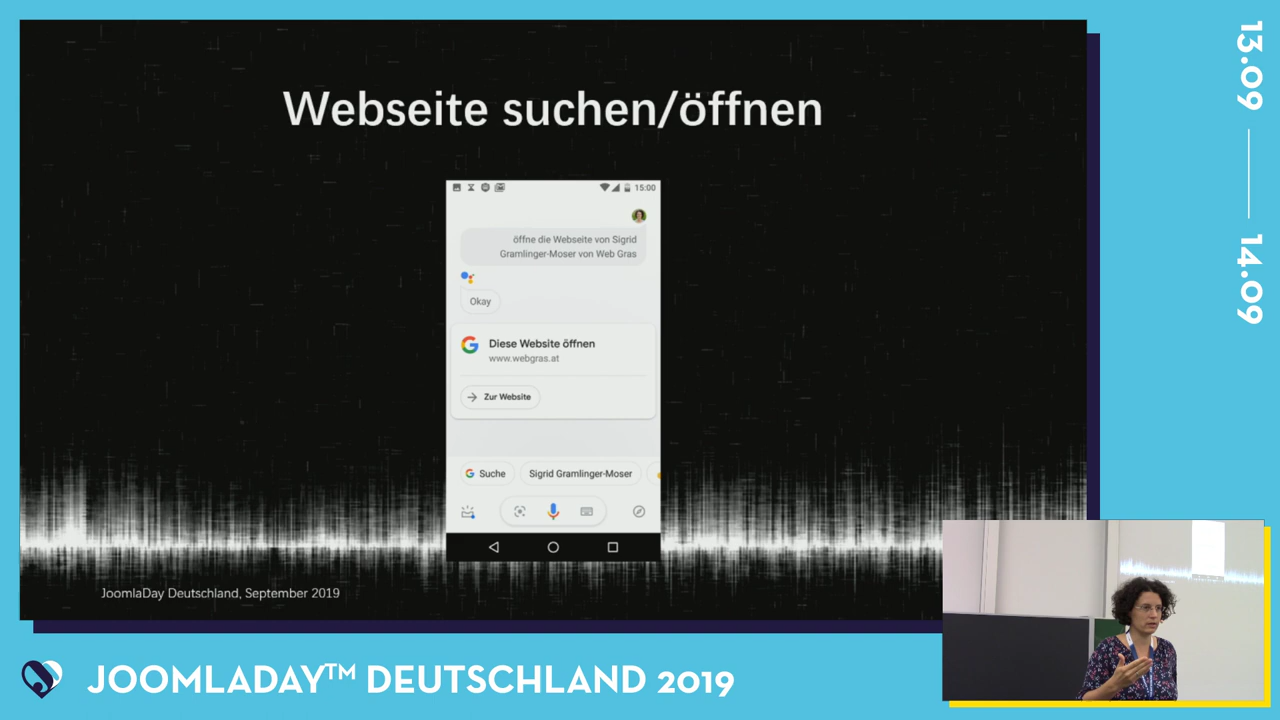 Webseite suchen/öffnen
15:00
öffne die Webseite von Sigrid
Gramlinger-Moser von Web Gras
Okay
Diese Website öffnen
www.webgras.at
Zur Website
Suche
Sigrid Gramlinger-Moser
JoomlaDay Deutschland, September 2019
JOOMLADAY™ DEUTSCHLAND 2019
13.09
14.09